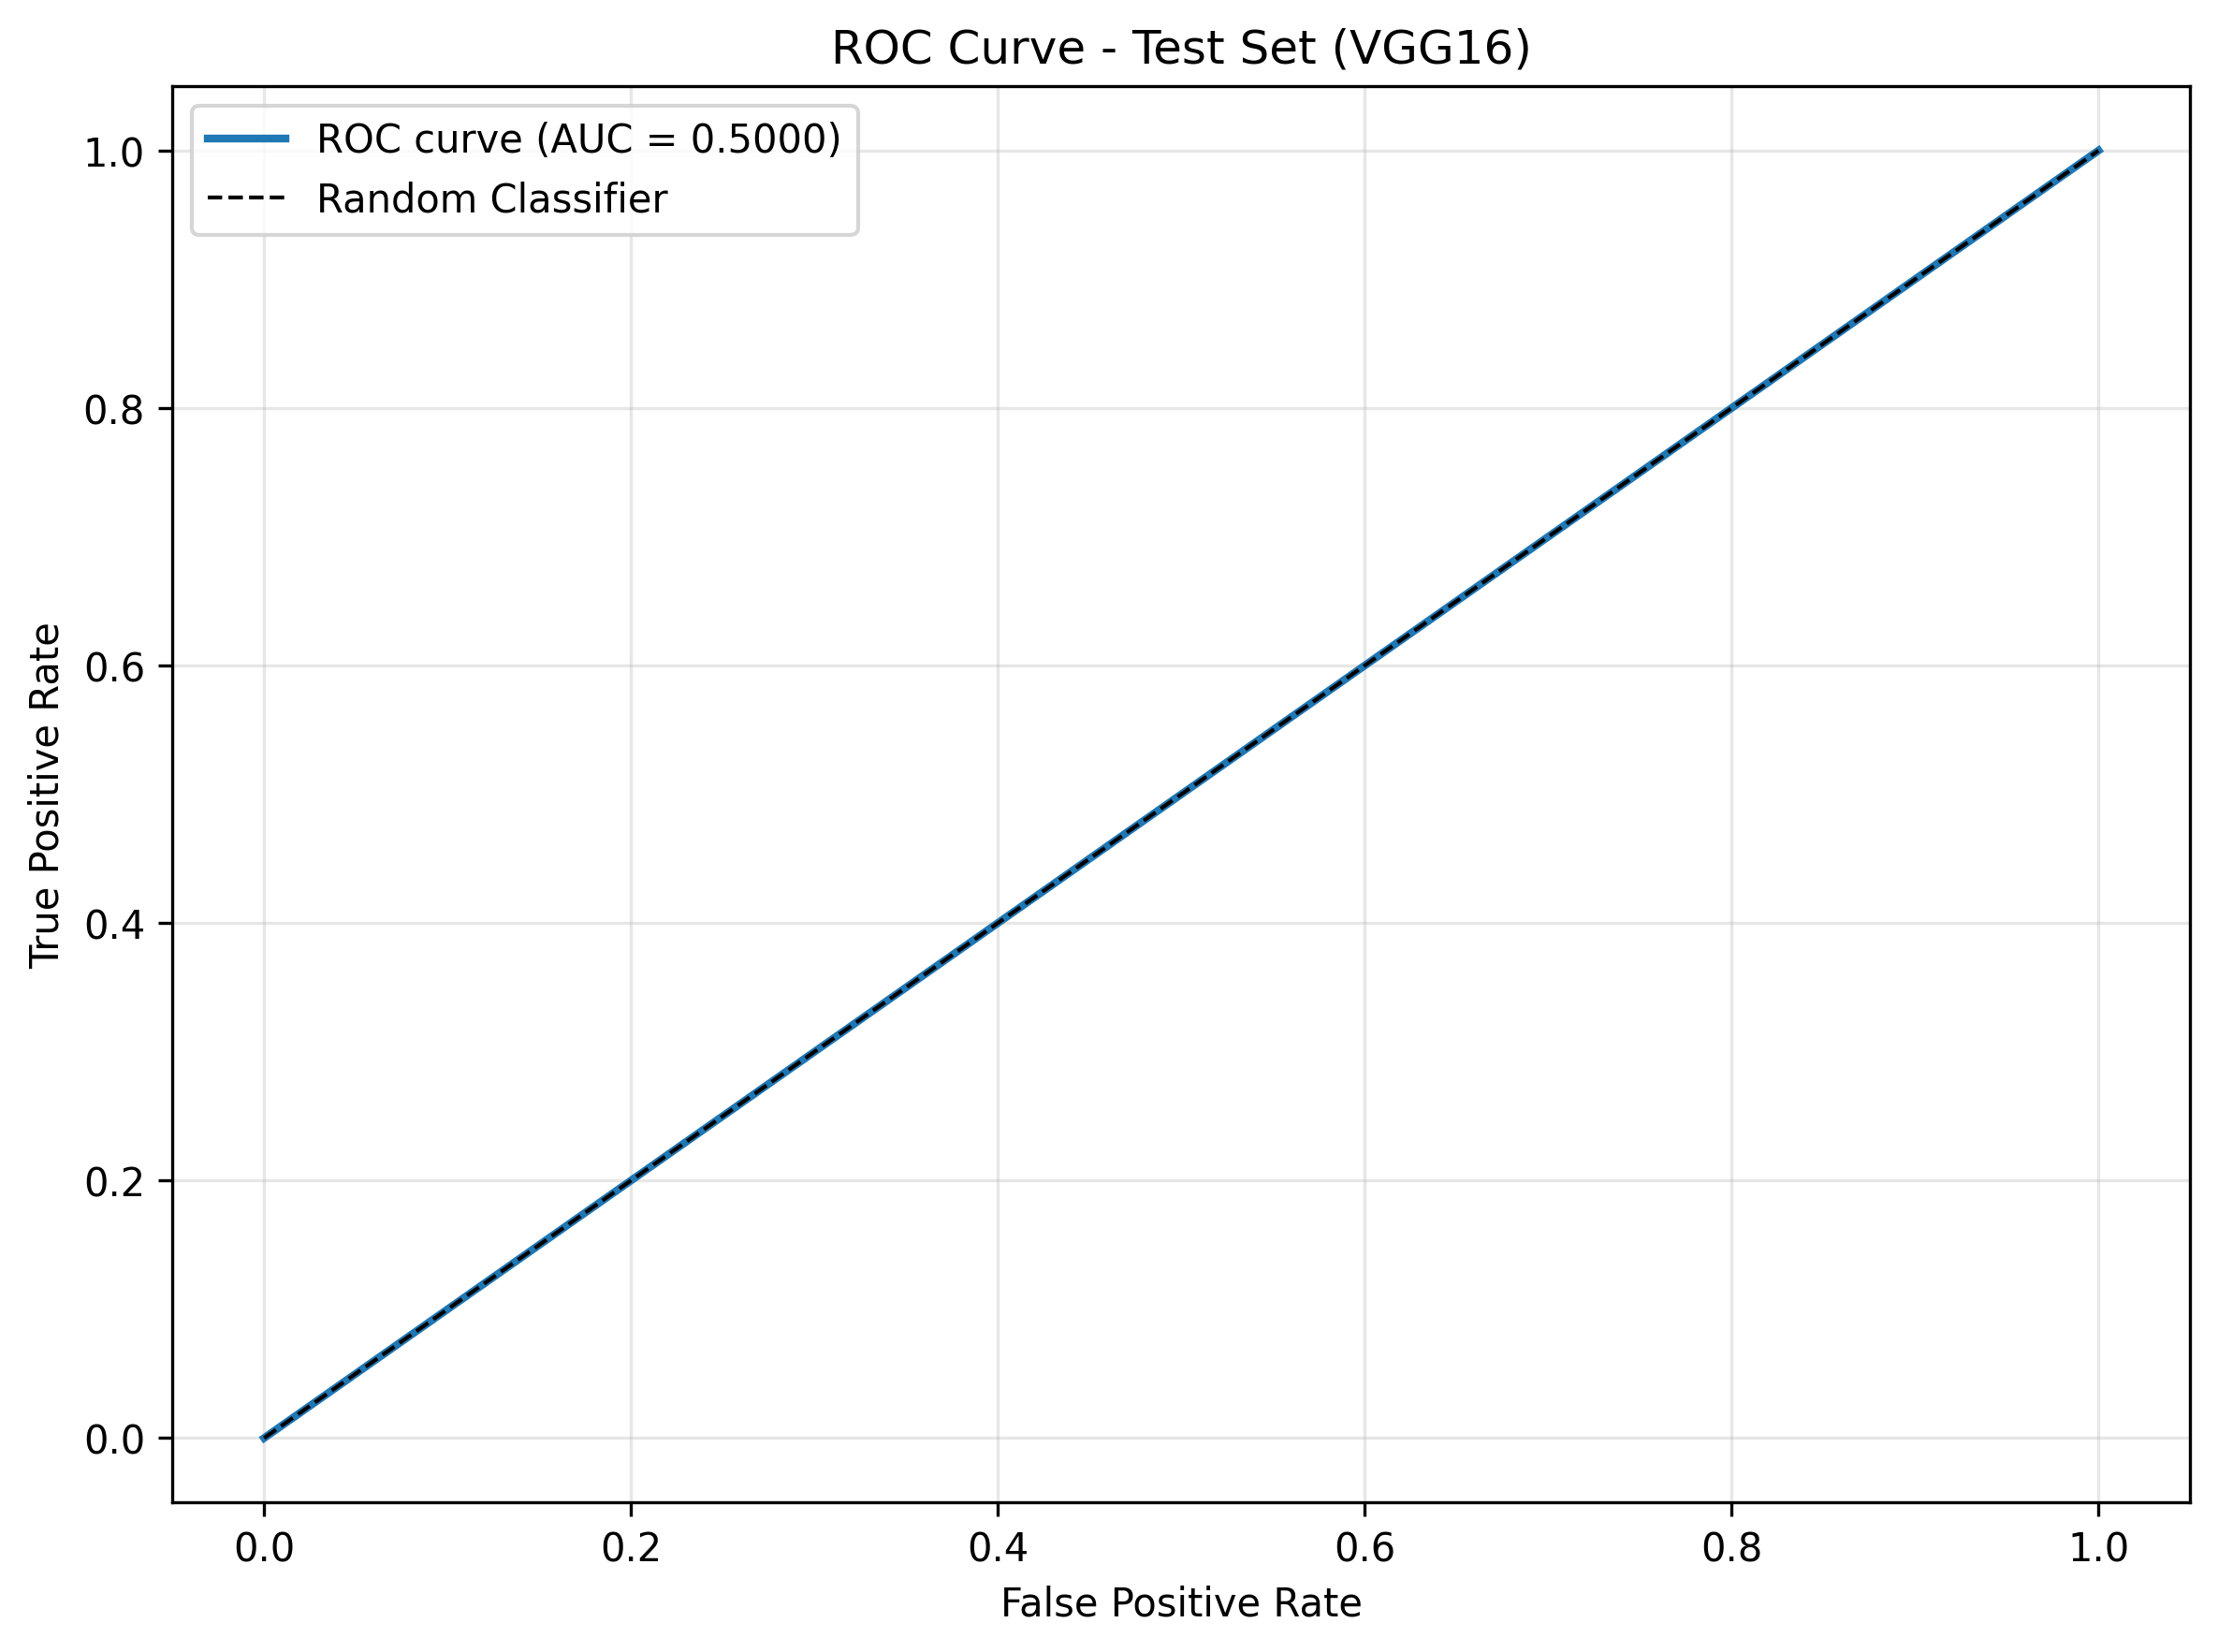 ROC Curve - Test Set (VGG16)
ROC curve (AUC = 0.5000)
Random Classifier
True Positive Rate
1.0
0.8
0.6
0.4
0.2
0.0
0.0 0.2 0.4 0.6 0.8 1.0
False Positive Rate